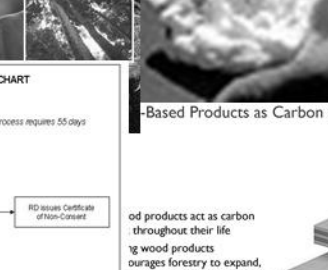 CHART
rocess requires 55 days
RD issues Certificate
of Non-Consent
-Based Products as Carbon
od products act as carbon
throughout their life
ng wood products
ourages forestry to expand,